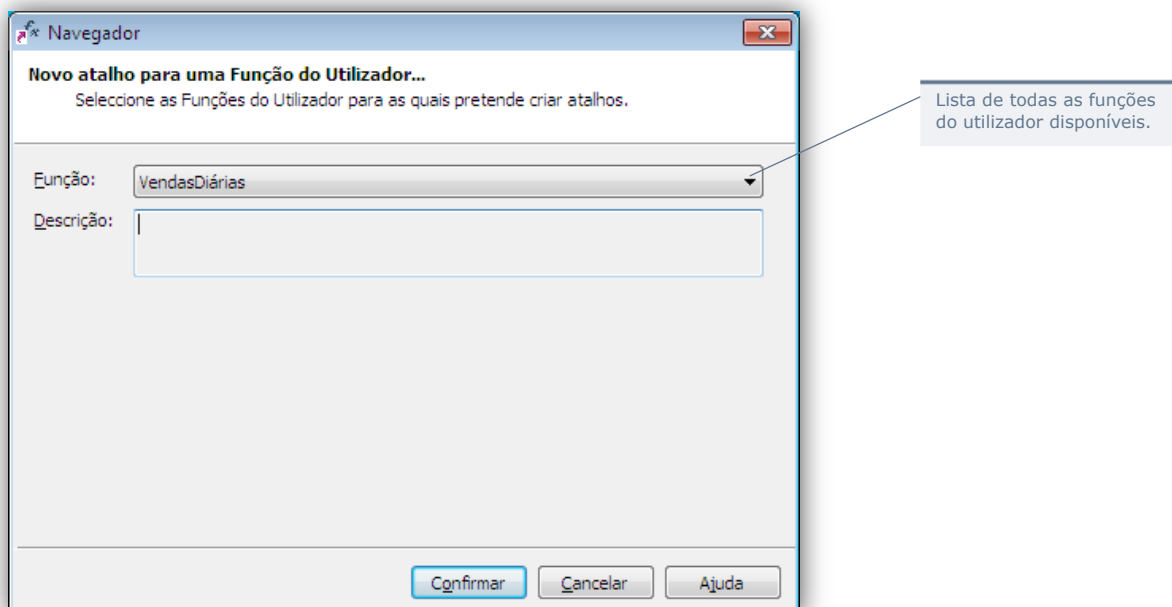 Navegador
Novo atalho para uma Função do Utilizador...
Seleccione as Funções do Utilizador para as quais pretende criar atalhos.
Lista de todas as funções
do utilizador disponíveis.
Função:
VendasDiárias
Descrição:
Confirmar
Cancelar
Ajuda